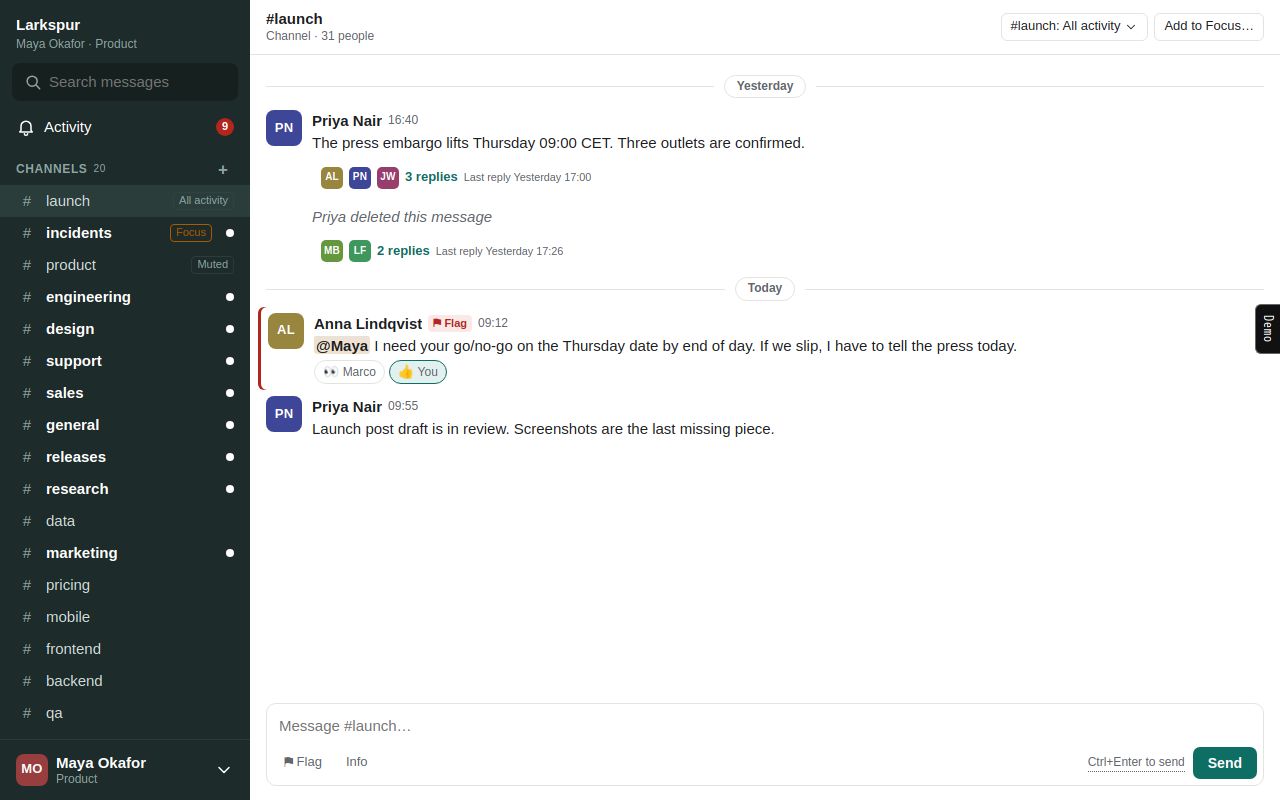 Larkspur
Maya Okafor · Product
Search messages
Activity 9
CHANNELS 20 +
# launch All activity
# incidents Focus
# product Muted
# engineering
# design
# support
# sales
# general
# releases
# research
# data
# marketing
# pricing
# mobile
# frontend
# backend
# qa
MO Maya Okafor
Product
#launch
Channel · 31 people
#launch: All activity
Add to Focus…
Yesterday
PN Priya Nair 16:40
The press embargo lifts Thursday 09:00 CET. Three outlets are confirmed.
AL PN JW 3 replies Last reply Yesterday 17:00
Priya deleted this message
MB LF 2 replies Last reply Yesterday 17:26
Today
AL Anna Lindqvist Flag 09:12
@Maya I need your go/no-go on the Thursday date by end of day. If we slip, I have to tell the press today.
👀 Marco 👍 You
PN Priya Nair 09:55
Launch post draft is in review. Screenshots are the last missing piece.
Message #launch…
Flag Info Ctrl+Enter to send Send
Demo